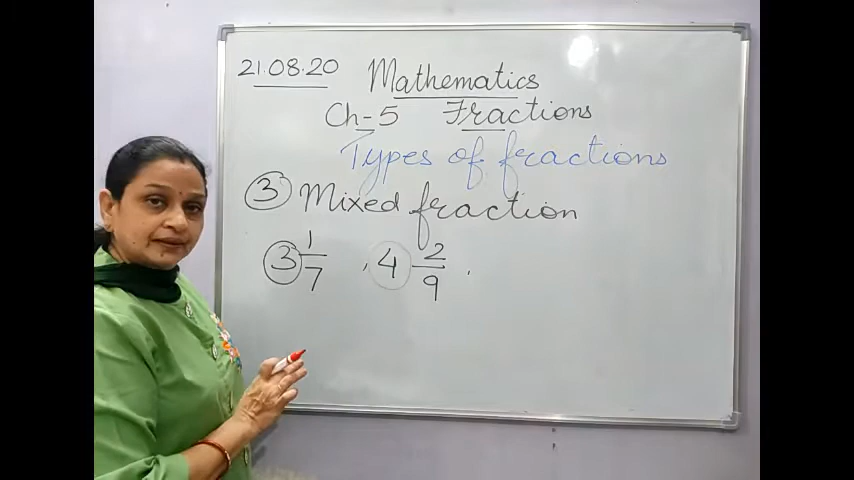 21.08.20 Mathematics
Ch-5 Fractions
Types of fractions
③ Mixed fraction
3 1/7 , 4 2/9 .